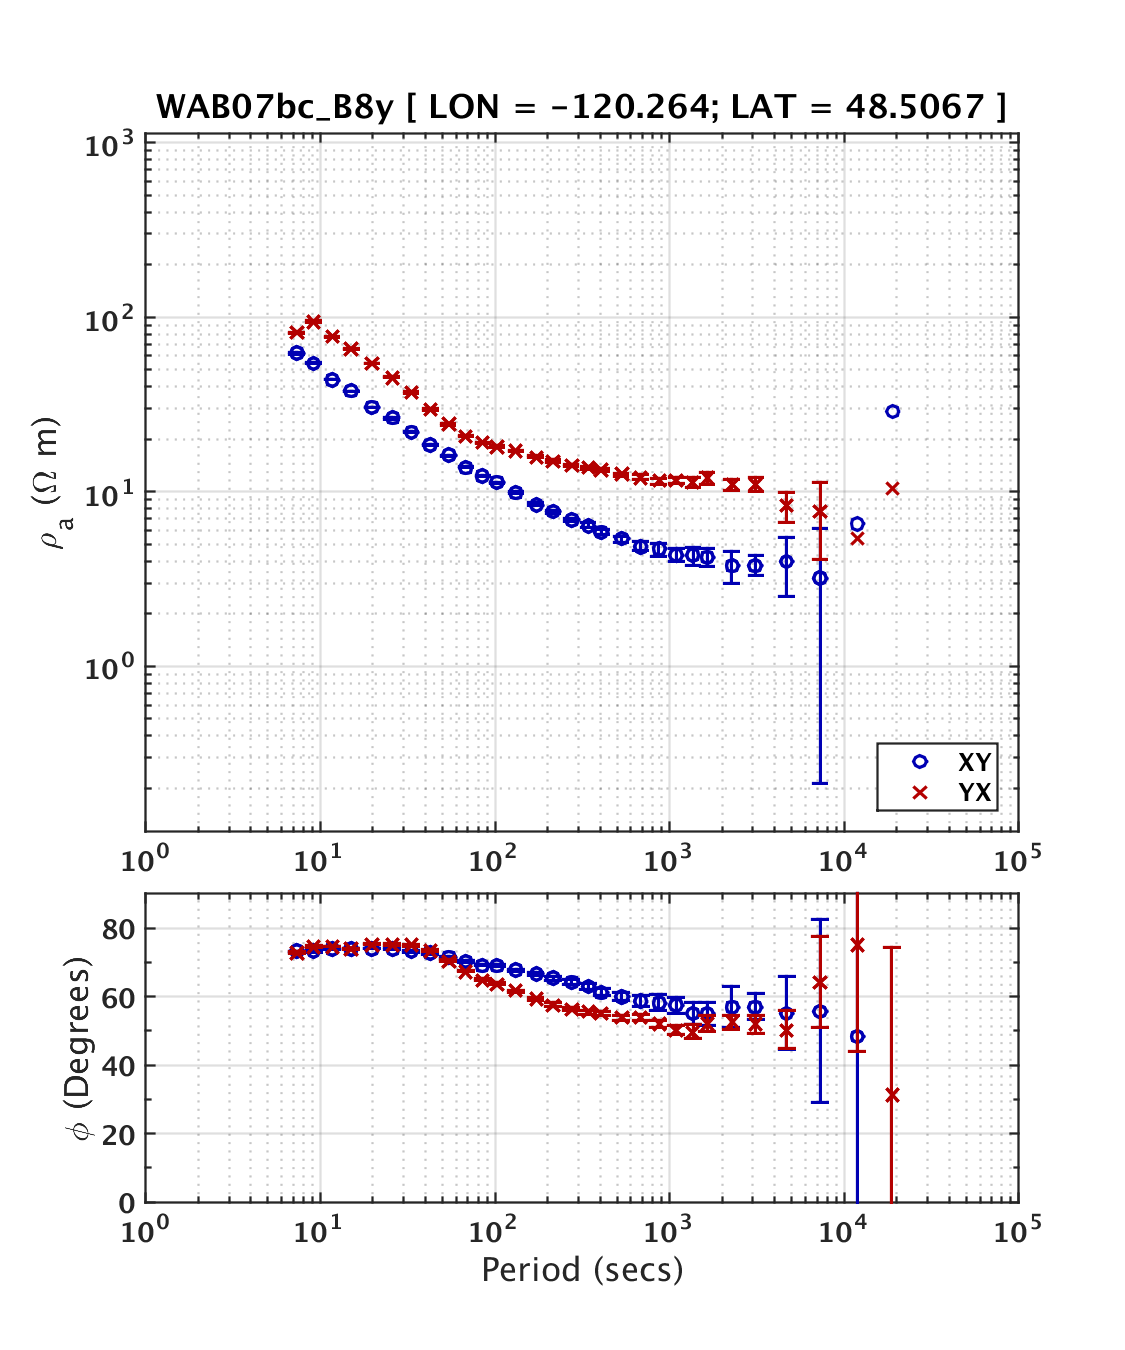 WAB07bc_B8y [ LON = -120.264; LAT = 48.5067 ]
10³
10²
10¹
10⁰
ρₐ (Ω m)
XY
YX
10⁰ 10¹ 10² 10³ 10⁴ 10⁵
80
60
40
20
0
ϕ (Degrees)
10⁰ 10¹ 10² 10³ 10⁴ 10⁵
Period (secs)